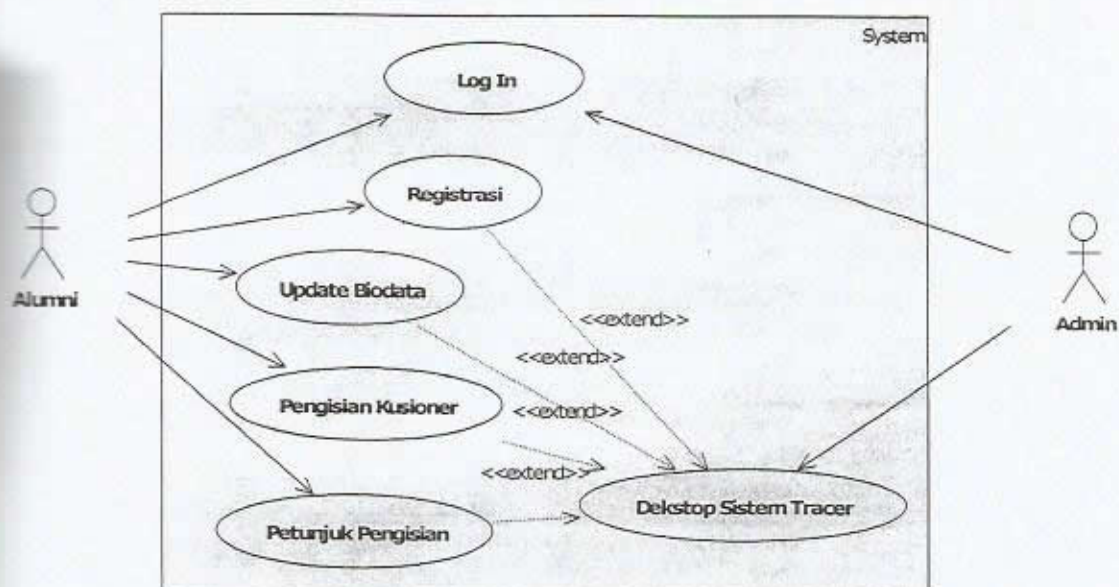 System
Log In
Registrasi
Update Biodata
Alumni
Admin
<<extend>>
<<extend>>
Pengisian Kusioner
<<extend>>
<<extend>>
Dekstop Sistem Tracer
Petunjuk Pengisian